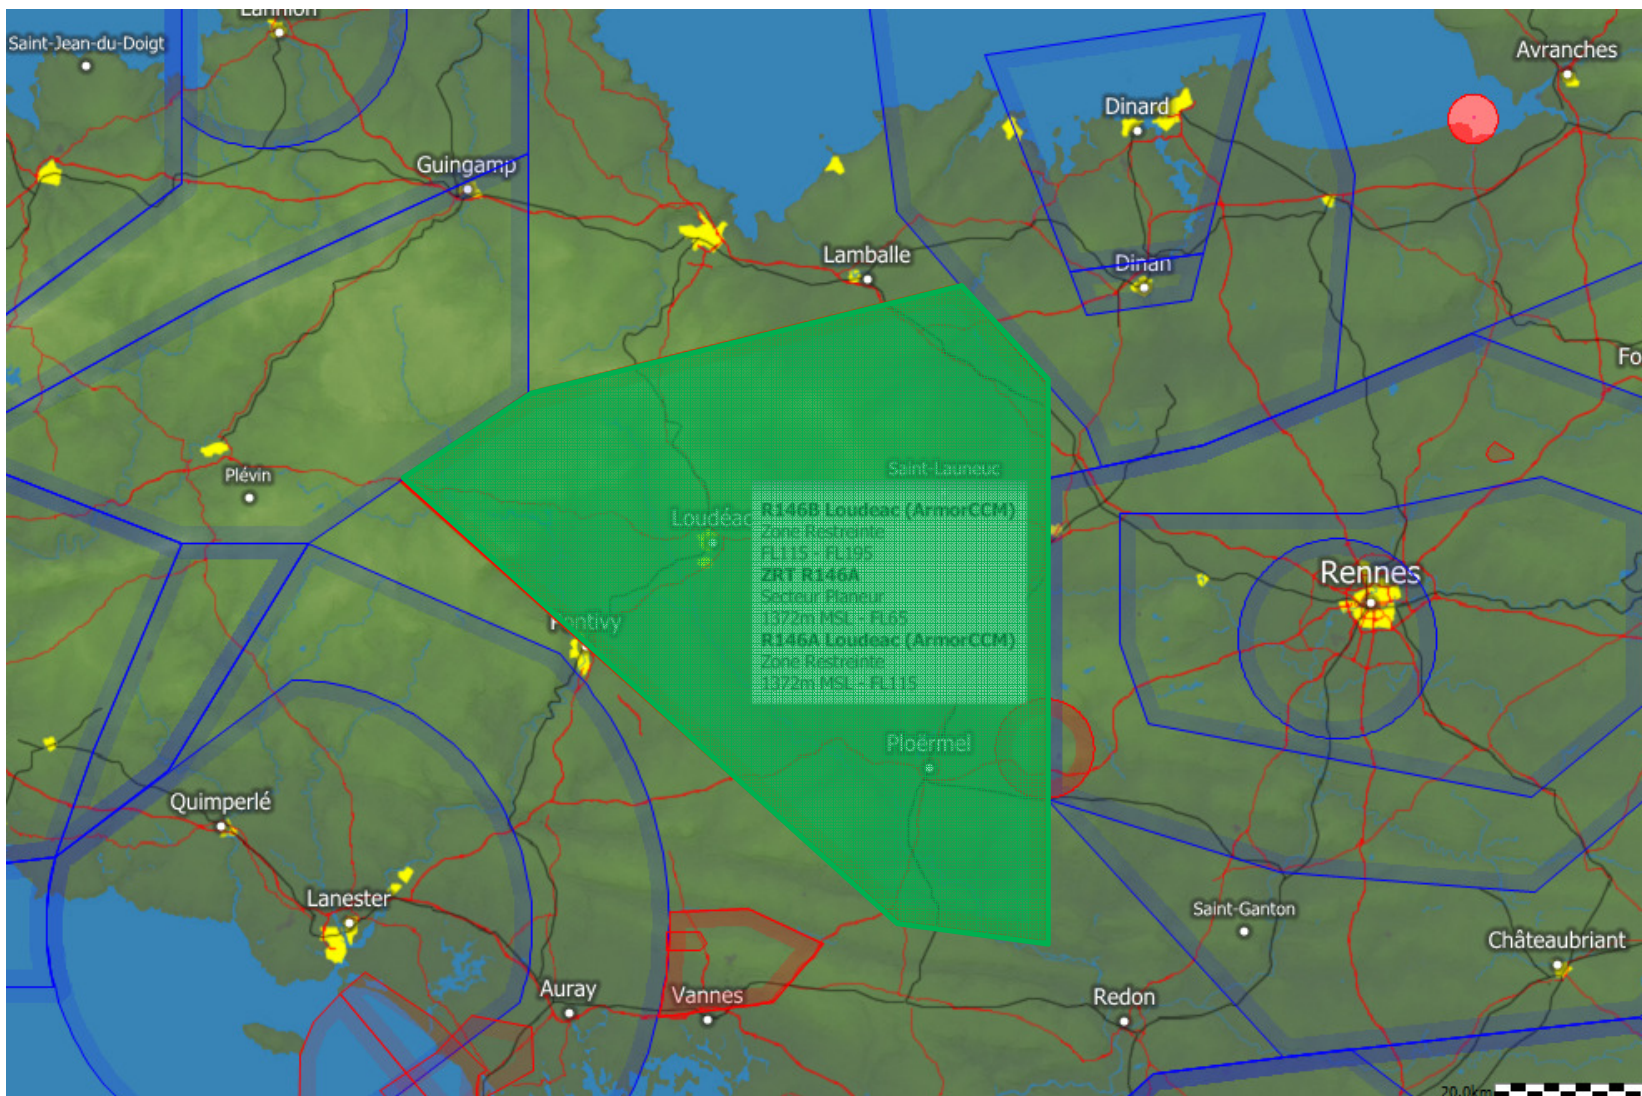 Lannion
Saint-Jean-du-Doigt
Avranches
Dinard
Guingamp
Lamballe
Dinan
Fo
Plévin
Saint-Launeuc
Loudéac
R146B Loudeac (ArmorCCM)
Zone Restreinte
FL115 - FL195
ZRT R146A
Secteur Planeur
1372m MSL - FL65
R146A Loudeac (ArmorCCM)
Zone Restreinte
1372m MSL - FL115
Rennes
Pontivy
Ploërmel
Quimperlé
Lanester
Saint-Ganton
Châteaubriant
Auray
Vannes
Redon
20.0km